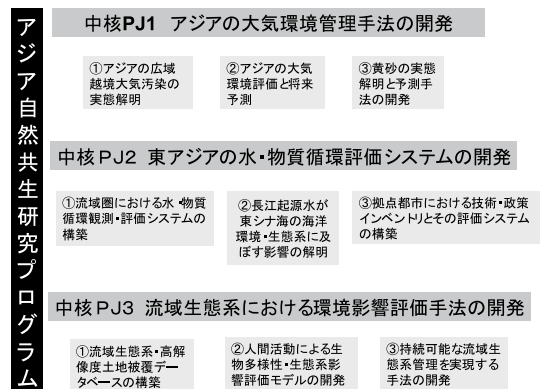 アジア自然共生研究プログラム
中核PJ1 アジアの大気環境管理手法の開発
①アジアの広域
越境大気汚染の
実態解明
②アジアの大気
環境評価と将来
予測
③黄砂の実態
解明と予測手
法の開発
中核PJ2 東アジアの水・物質循環評価システムの開発
①流域圏における水・物質
循環観測・評価システムの
構築
②長江起源水が
東シナ海の海洋
環境・生態系に及
ぼす影響の解明
③拠点都市における技術・政策
インベントリとその評価システム
の構築
中核PJ3 流域生態系における環境影響評価手法の開発
①流域生態系・高解
像度土地被覆デー
タベースの構築
②人間活動による生
物多様性・生態系影
響評価モデルの開発
③持続可能な流域生
態系管理を実現する
手法の開発